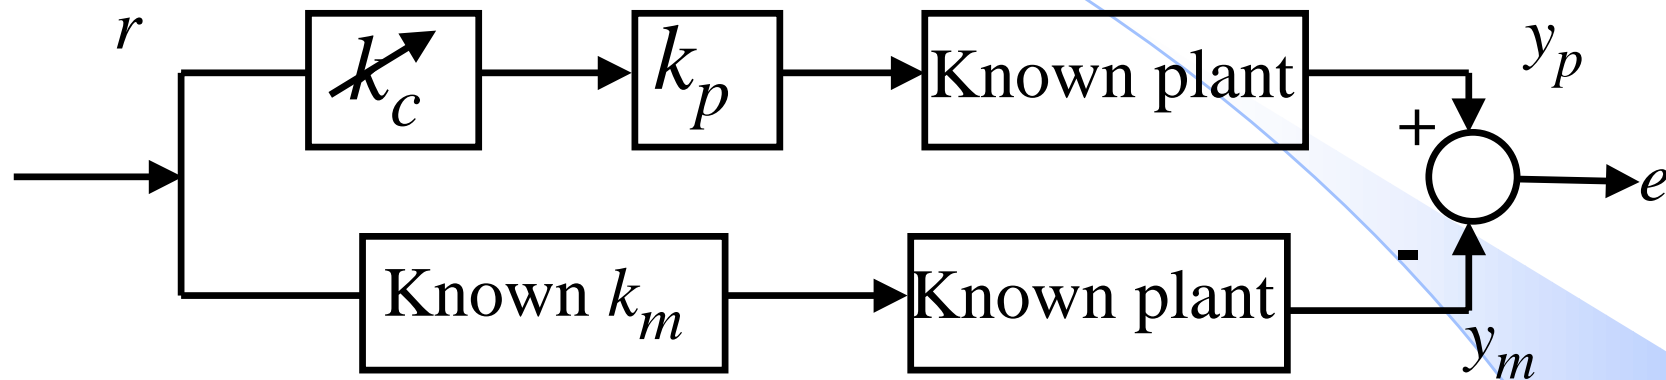 r
k_c
k_p
Known plant
y_p
+
e
-
Known k_m
Known plant
y_m